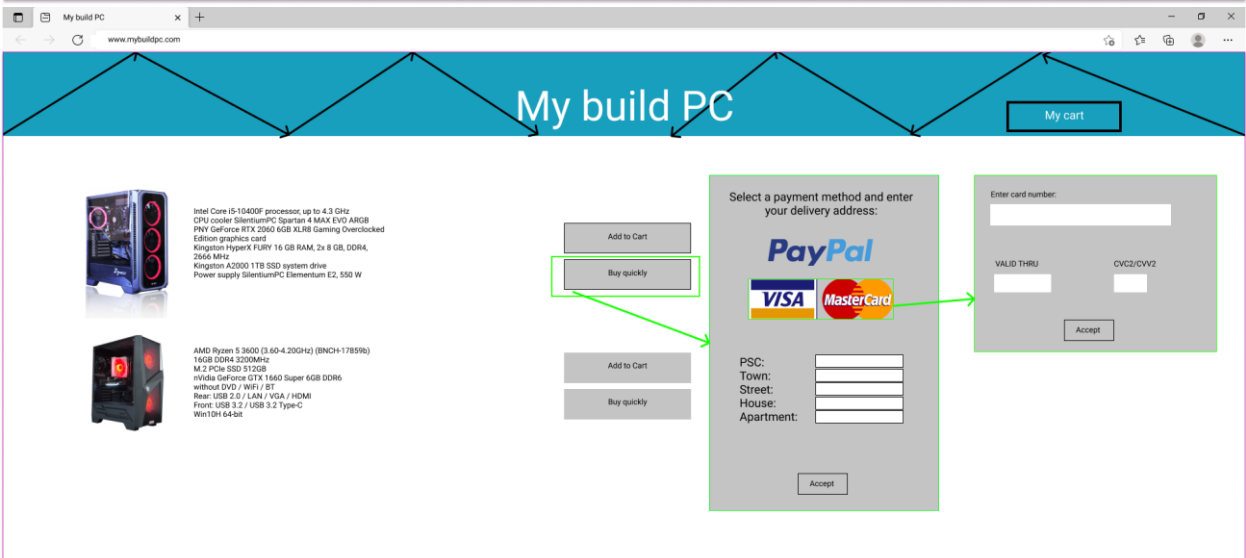 My build PC
www.mybuildpc.com
My build PC
My cart
Intel Core i5-10400F processor, up to 4.3 GHz
CPU cooler SilentiumPC Spartan 4 MAX EVO ARGB
PNY GeForce RTX 2060 6GB XLR8 Gaming Overclocked
Edition graphics card
Kingston HyperX FURY 16 GB RAM, 2x 8 GB, DDR4,
2666 MHz
Kingston A2000 1TB SSD system drive
Power supply SilentiumPC Elementum E2, 550 W
Add to Cart
Buy quickly
AMD Ryzen 5 3600 (3.60-4.20GHz) (BNCH-17859b)
16GB DDR4 3200MHz
M.2 PCIe SSD 512GB
nVidia GeForce GTX 1660 Super 6GB DDR6
without DVD / WiFi / BT
Rear: USB 2.0 / LAN / VGA / HDMI
Front: USB 3.2 / USB 3.2 Type-C
Win10H 64-bit
Add to Cart
Buy quickly
Select a payment method and enter
your delivery address:
PayPal
VISA MasterCard
PSC:
Town:
Street:
House:
Apartment:
Accept
Enter card number:
VALID THRU CVC2/CVV2
Accept